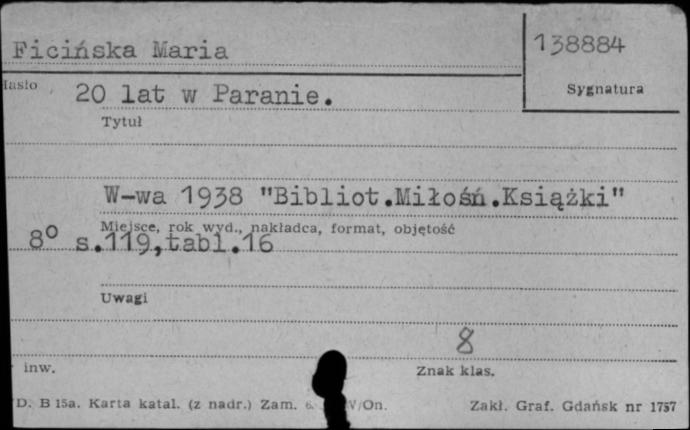 Ficińska Maria
138884
Hasło
Sygnatura
20 lat w Paranie.
Tytuł
W-wa 1938 "Bibliot.Miłośń.Książki"
Miejsce, rok wyd., nakładca, format, objętość
8° s.119,tabl.16
Uwagi
8
inw.
Znak klas.
D. B 15a. Karta katal. (z nadr.) Zam. 6. V/On.
Zakł. Graf. Gdańsk nr 1757